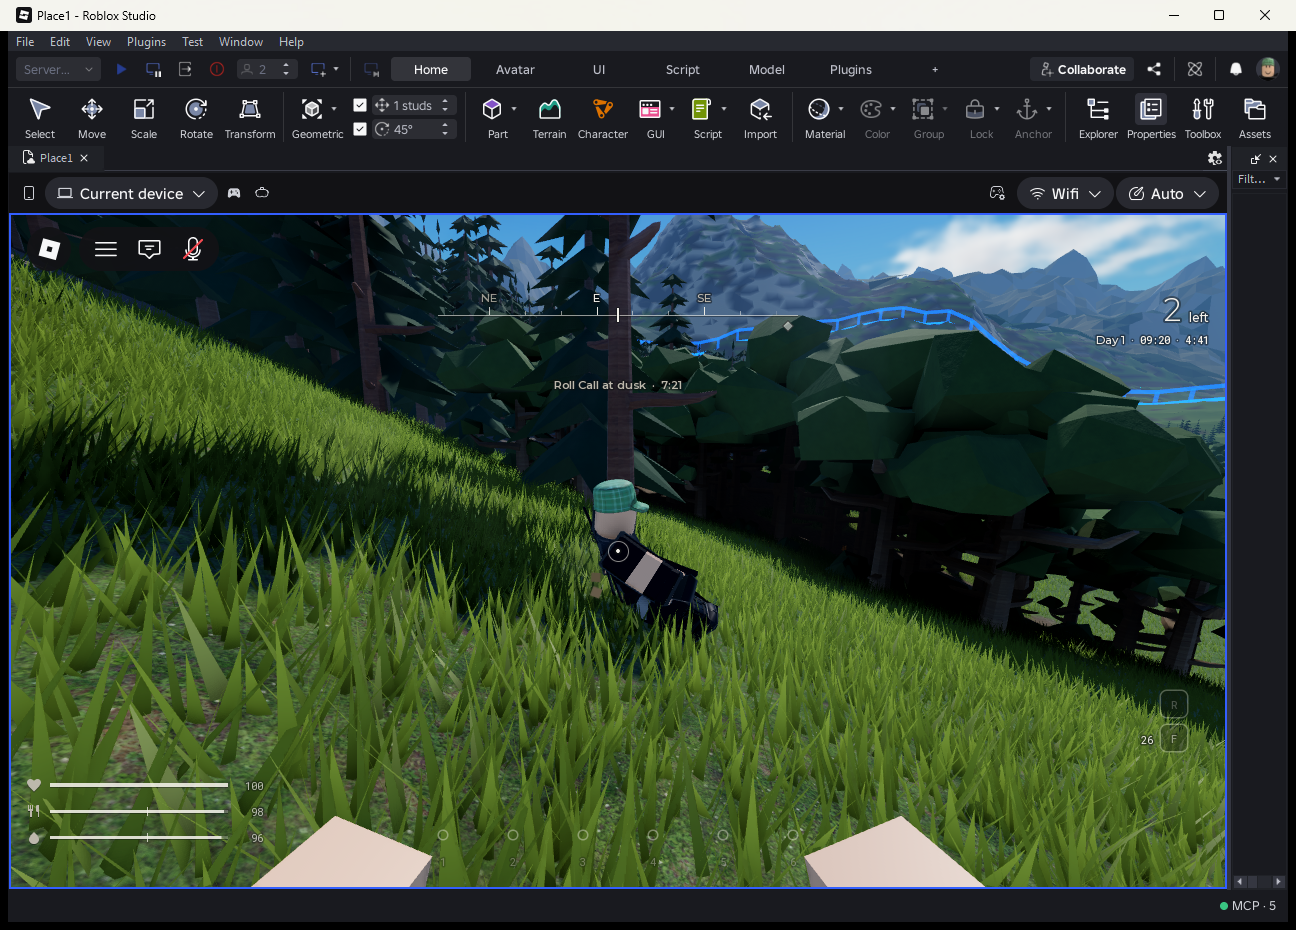 Place1 - Roblox Studio
File Edit View Plugins Test Window Help
Server... 2 Home Avatar UI Script Model Plugins + Collaborate
1 studs
45°
Select Move Scale Rotate Transform Geometric Part Terrain Character GUI Script Import Material Color Group Lock Anchor Explorer Properties Toolbox Assets
Place1
Filt...
Current device Wifi Auto
NE E SE
2 left
Day 1 · 09:20 · 4:41
Roll Call at dusk · 7:21
R
26 F
100
98
96
1 2 3 4 5 6
MCP · 5